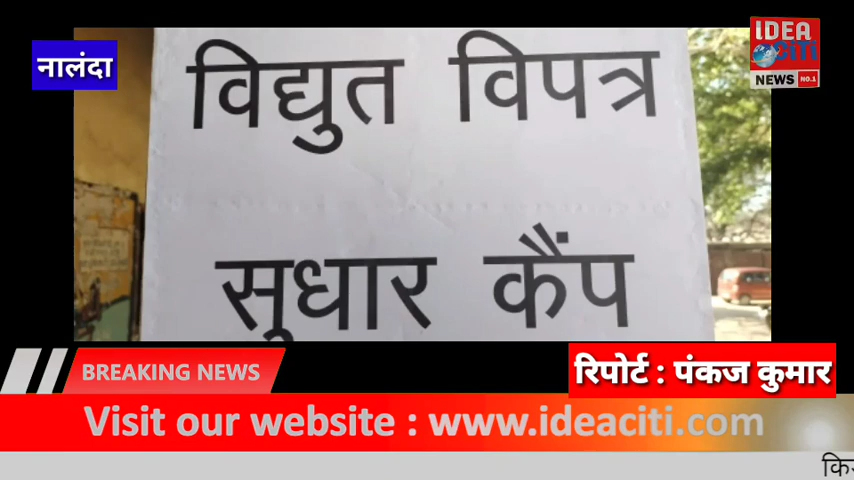 नालंदा
IDEA
CiTi
NEWS NO.1
विद्युत विपत्र
सुधार कैंप
BREAKING NEWS
रिपोर्ट : पंकज कुमार
Visit our website : www.ideaciti.com